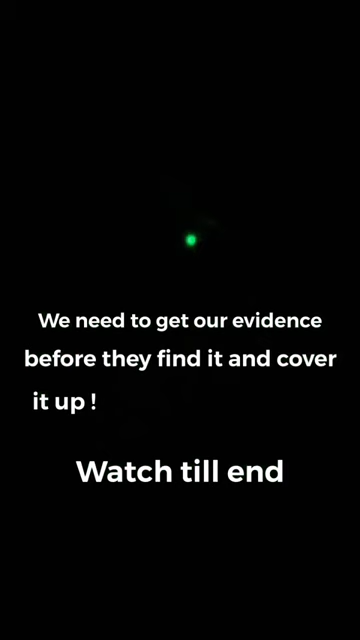 We need to get our evidence
before they find it and cover
it up !
Watch till end